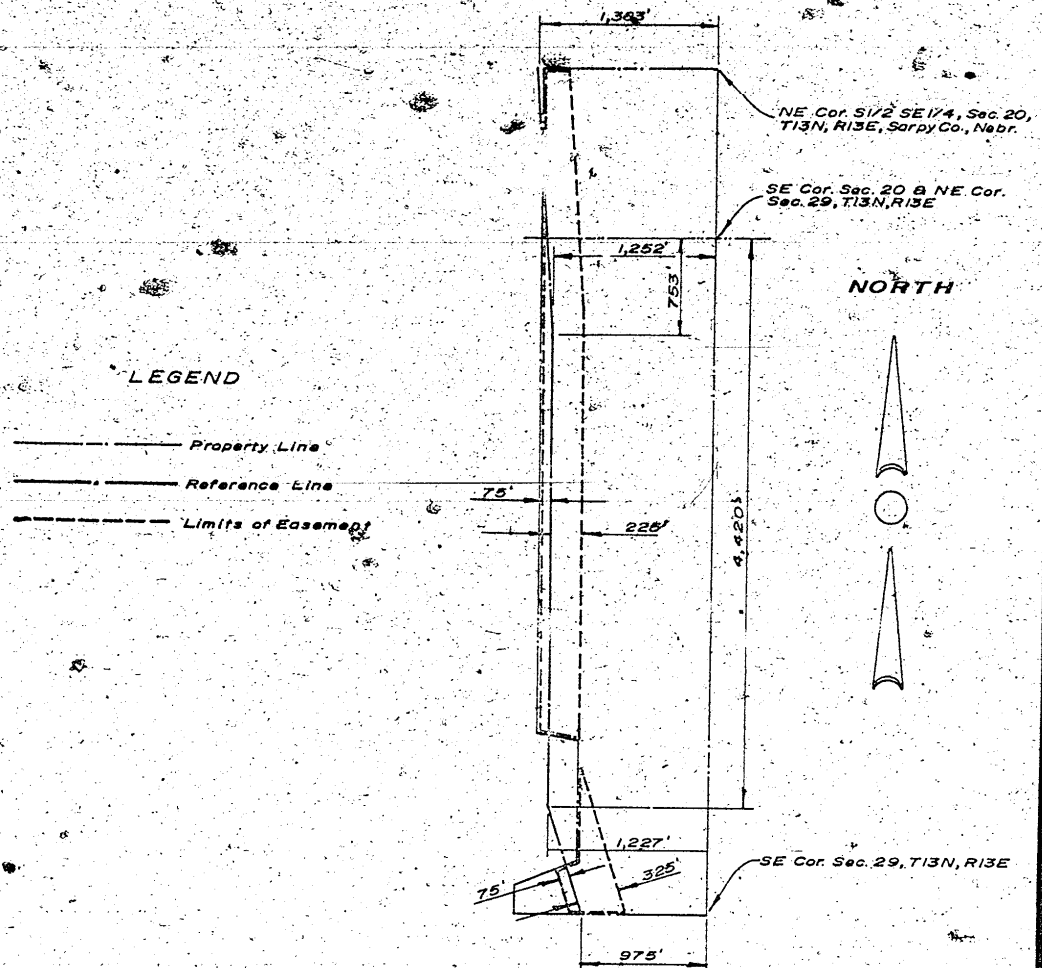 1,383'
NE Cor. S1/2 SE1/4, Sec. 20,
T13N, R13E, Sarpy Co., Nebr.
SE Cor. Sec. 20 & NE Cor.
Sec. 29, T13N, R13E
1,252'
753'
NORTH
LEGEND
Property Line
Reference Line
Limits of Easement
75'
225'
4,420'
1,227'
SE Cor. Sec. 29, T13N, R13E
75'
325'
975'